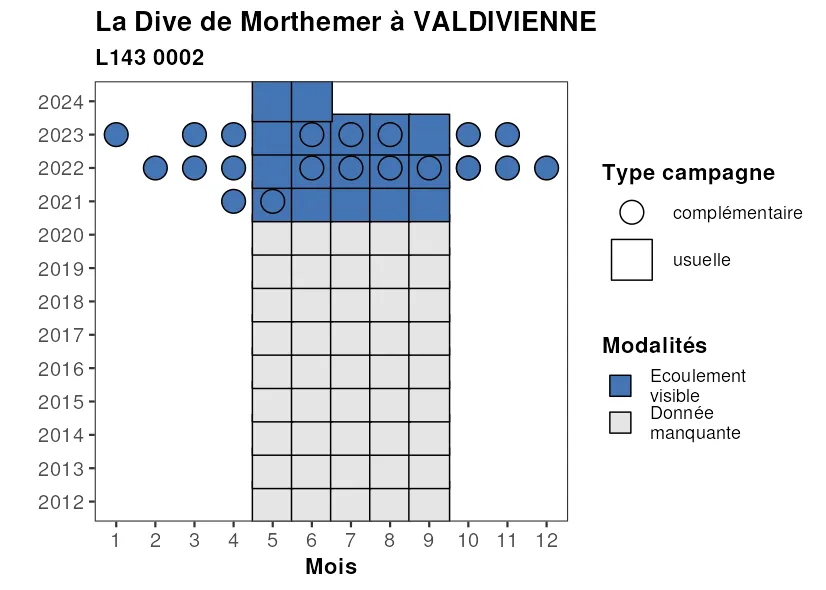 La Dive de Morthemer à VALDIVIENNE
L143 0002
2024
2023
2022
2021
2020
2019
2018
2017
2016
2015
2014
2013
2012
1 2 3 4 5 6 7 8 9 10 11 12
Mois
Type campagne
complémentaire
usuelle
Modalités
Ecoulement
visible
Donnée
manquante